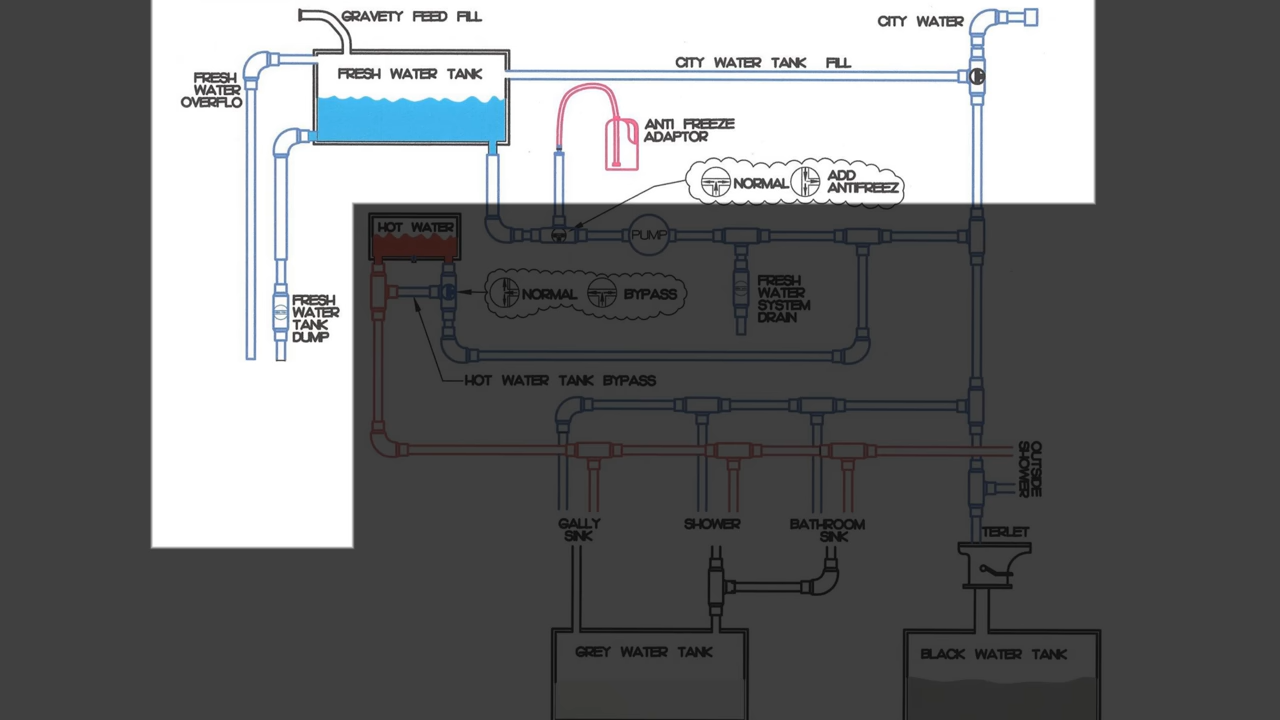 GRAVETY FEED FILL
CITY WATER
CITY WATER TANK FILL
FRESH WATER TANK
FRESH
WATER
OVERFLO
ANTI FREEZE
ADAPTOR
NORMAL
ADD
ANTIFREEZ
HOT WATER
PUMP
FRESH
WATER
SYSTEM
DRAIN
NORMAL
BYPASS
FRESH
WATER
TANK
DUMP
HOT WATER TANK BYPASS
OUTSIDE
SHOWER
GALLY
SINK
SHOWER
BATHROOM
SINK
TERLET
GREY WATER TANK
BLACK WATER TANK